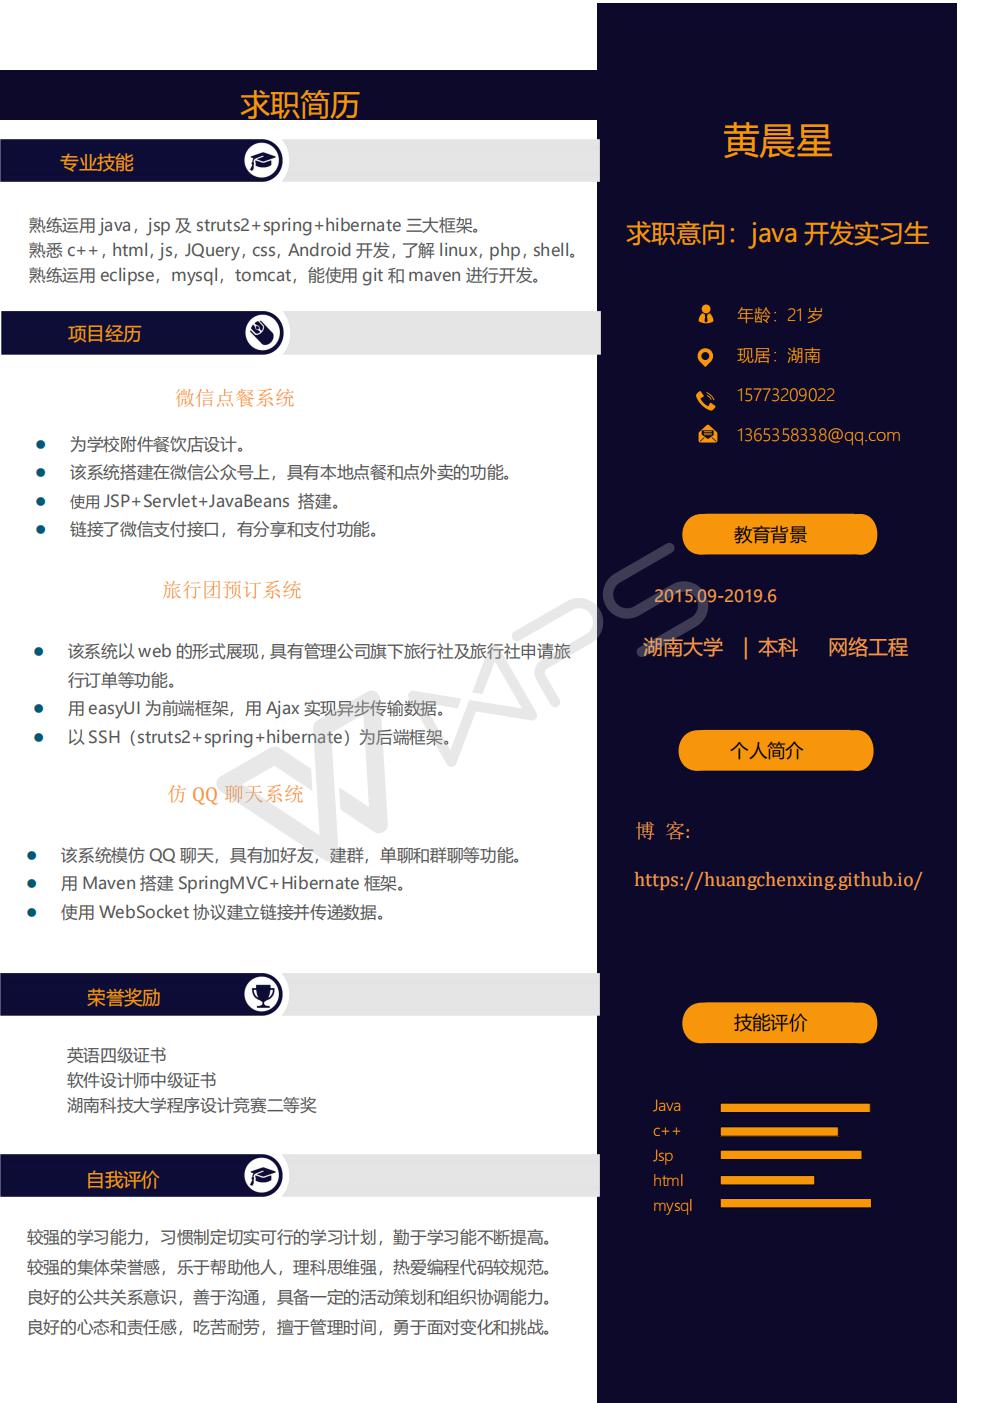 求职简历
专业技能
熟练运用 java，jsp 及 struts2+spring+hibernate 三大框架。
熟悉 c++, html, js, JQuery, css, Android 开发，了解 linux, php, shell。
熟练运用 eclipse，mysql，tomcat，能使用 git 和 maven 进行开发。
项目经历
微信点餐系统
为学校附件餐饮店设计。
该系统搭建在微信公众号上，具有本地点餐和点外卖的功能。
使用 JSP+Servlet+JavaBeans 搭建。
链接了微信支付接口，有分享和支付功能。
旅行团预订系统
该系统以 web 的形式展现, 具有管理公司旗下旅行社及旅行社申请旅
行订单等功能。
用 easyUI 为前端框架，用 Ajax 实现异步传输数据。
以 SSH（struts2+spring+hibernate）为后端框架。
仿 QQ 聊天系统
该系统模仿 QQ 聊天，具有加好友，建群，单聊和群聊等功能。
用 Maven 搭建 SpringMVC+Hibernate 框架。
使用 WebSocket 协议建立链接并传递数据。
荣誉奖励
英语四级证书
软件设计师中级证书
湖南科技大学程序设计竞赛二等奖
自我评价
较强的学习能力，习惯制定切实可行的学习计划，勤于学习能不断提高。
较强的集体荣誉感，乐于帮助他人，理科思维强，热爱编程代码较规范。
良好的公共关系意识，善于沟通，具备一定的活动策划和组织协调能力。
良好的心态和责任感，吃苦耐劳，擅于管理时间，勇于面对变化和挑战。
黄晨星
求职意向：java 开发实习生
年龄：21 岁
现居：湖南
15773209022
1365358338@qq.com
教育背景
2015.09-2019.6
湖南大学 | 本科 网络工程
个人简介
博 客:
https://huangchenxing.github.io/
技能评价
Java
c++
Jsp
html
mysql
WPS